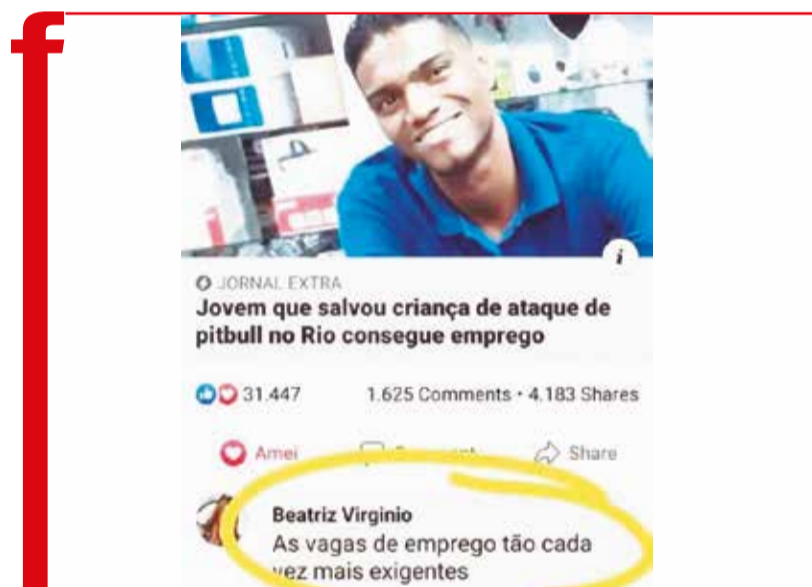 f
i
JORNAL EXTRA
Jovem que salvou criança de ataque de
pitbull no Rio consegue emprego
31.447 1.625 Comments • 4.183 Shares
Amei Share
Beatriz Virginio
As vagas de emprego tão cada
vez mais exigentes